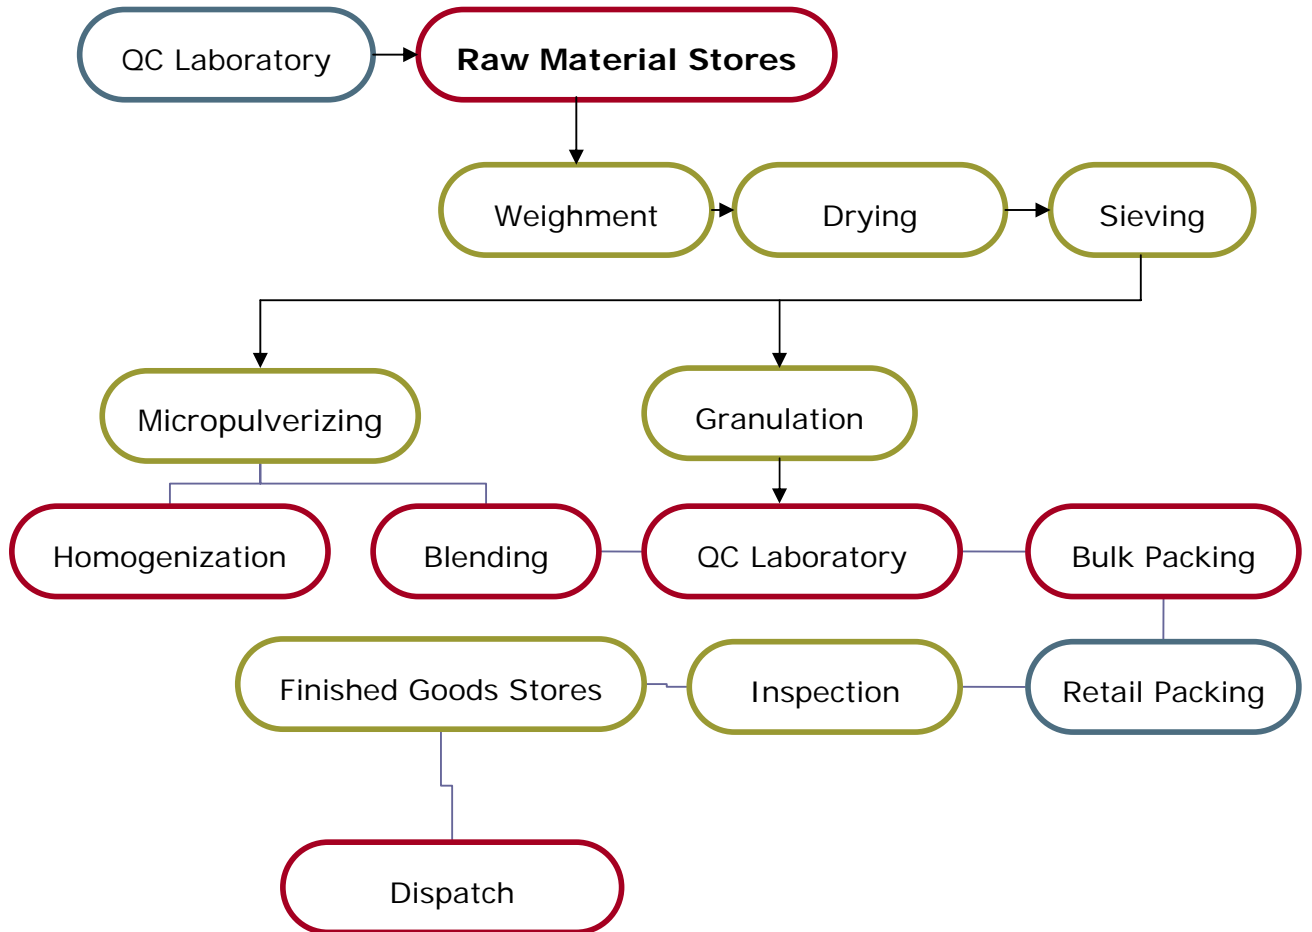 QC Laboratory
Raw Material Stores
Weighment
Drying
Sieving
Micropulverizing
Granulation
Homogenization
Blending
QC Laboratory
Bulk Packing
Finished Goods Stores
Inspection
Retail Packing
Dispatch